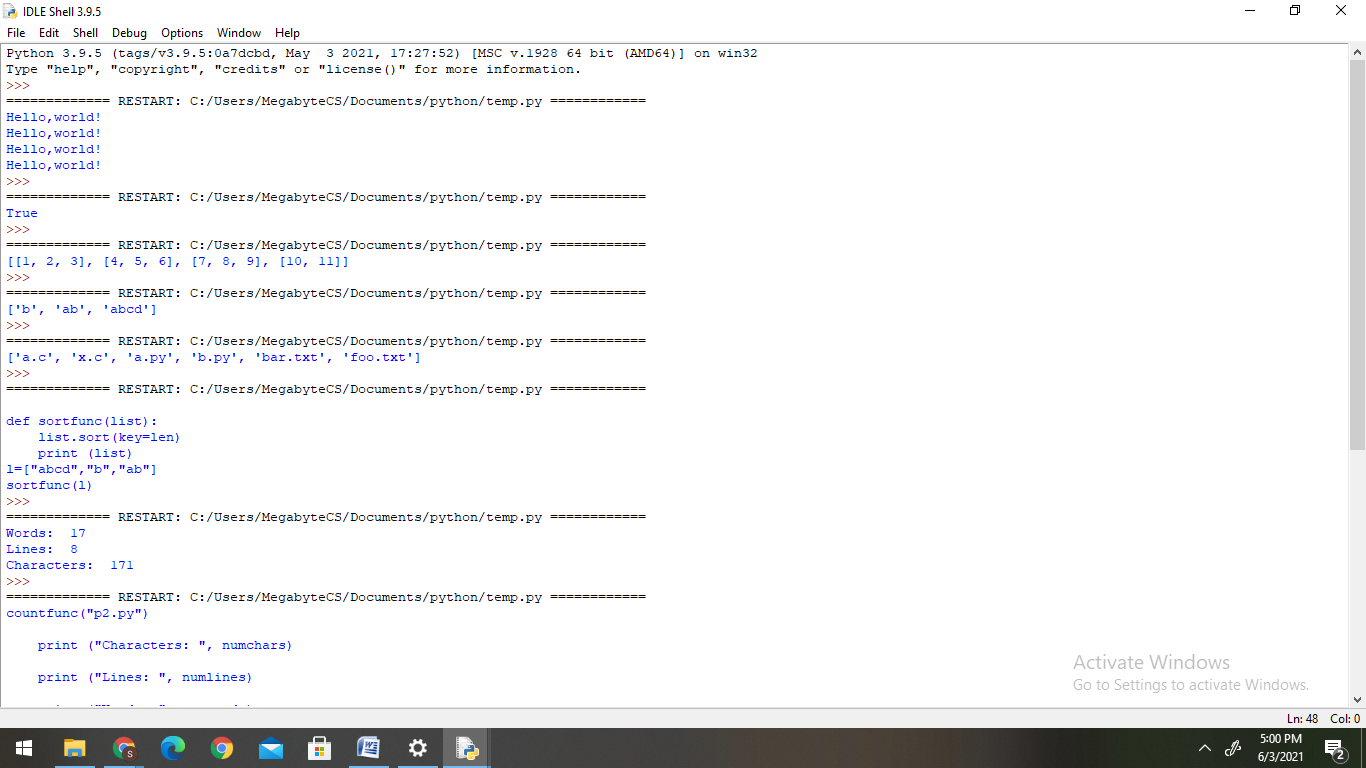 IDLE Shell 3.9.5
File Edit Shell Debug Options Window Help
Python 3.9.5 (tags/v3.9.5:0a7dcbd, May  3 2021, 17:27:52) [MSC v.1928 64 bit (AMD64)] on win32
Type "help", "copyright", "credits" or "license()" for more information.
>>>
============= RESTART: C:/Users/MegabyteCS/Documents/python/temp.py ============
Hello,world!
Hello,world!
Hello,world!
Hello,world!
>>>
============= RESTART: C:/Users/MegabyteCS/Documents/python/temp.py ============
True
>>>
============= RESTART: C:/Users/MegabyteCS/Documents/python/temp.py ============
[[1, 2, 3], [4, 5, 6], [7, 8, 9], [10, 11]]
>>>
============= RESTART: C:/Users/MegabyteCS/Documents/python/temp.py ============
['b', 'ab', 'abcd']
>>>
============= RESTART: C:/Users/MegabyteCS/Documents/python/temp.py ============
['a.c', 'x.c', 'a.py', 'b.py', 'bar.txt', 'foo.txt']
>>>
============= RESTART: C:/Users/MegabyteCS/Documents/python/temp.py ============
def sortfunc(list):
    list.sort(key=len)
    print (list)
l=["abcd","b","ab"]
sortfunc(l)
>>>
============= RESTART: C:/Users/MegabyteCS/Documents/python/temp.py ============
Words:  17
Lines:  8
Characters:  171
>>>
============= RESTART: C:/Users/MegabyteCS/Documents/python/temp.py ============
countfunc("p2.py")
    print ("Characters: ", numchars)
    print ("Lines: ", numlines)
Activate Windows
Go to Settings to activate Windows.
Ln: 48 Col: 0
5:00 PM
6/3/2021
2